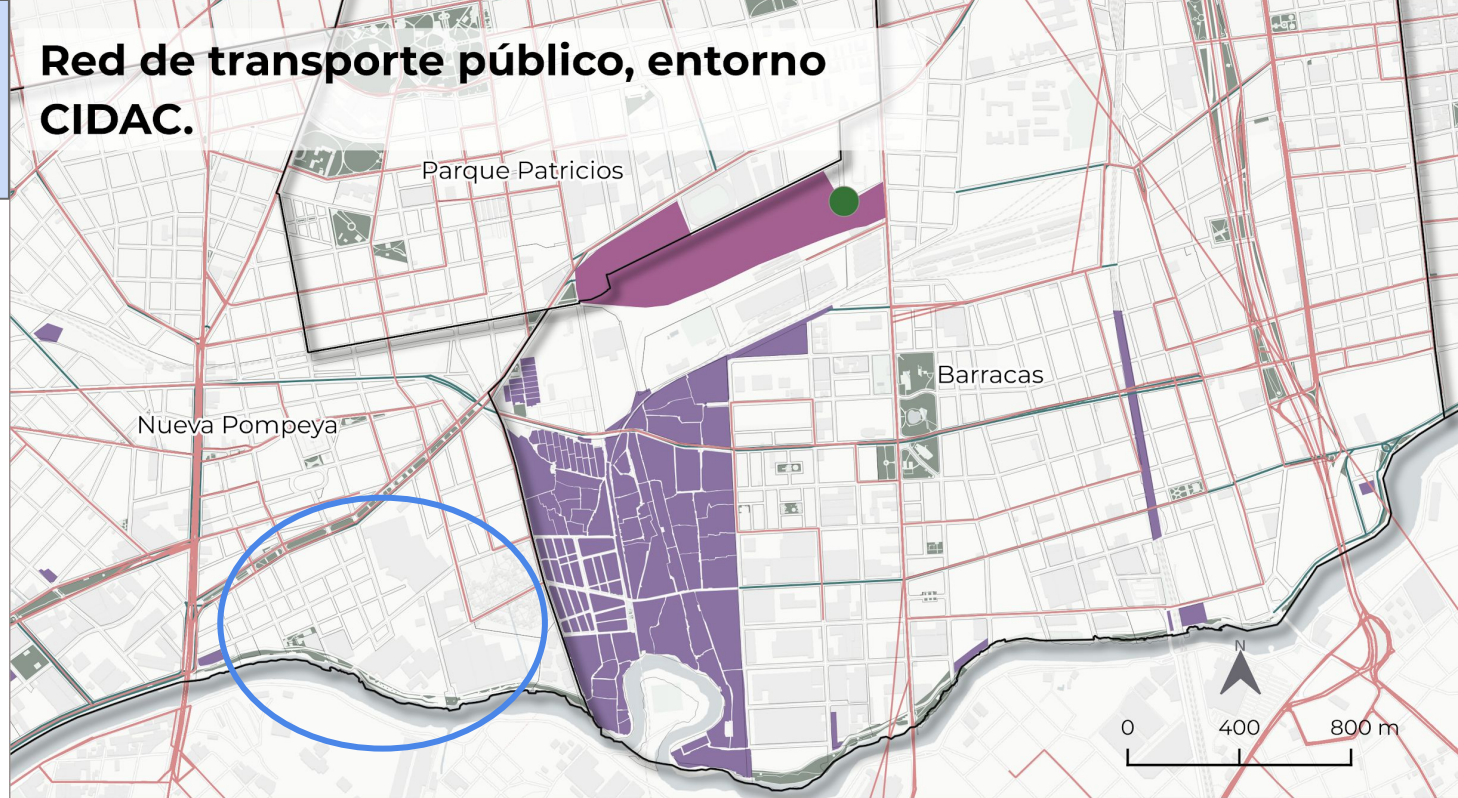 Red de transporte público, entorno
CIDAC.
Parque Patricios
Barracas
Nueva Pompeya
N
0 400 800 m